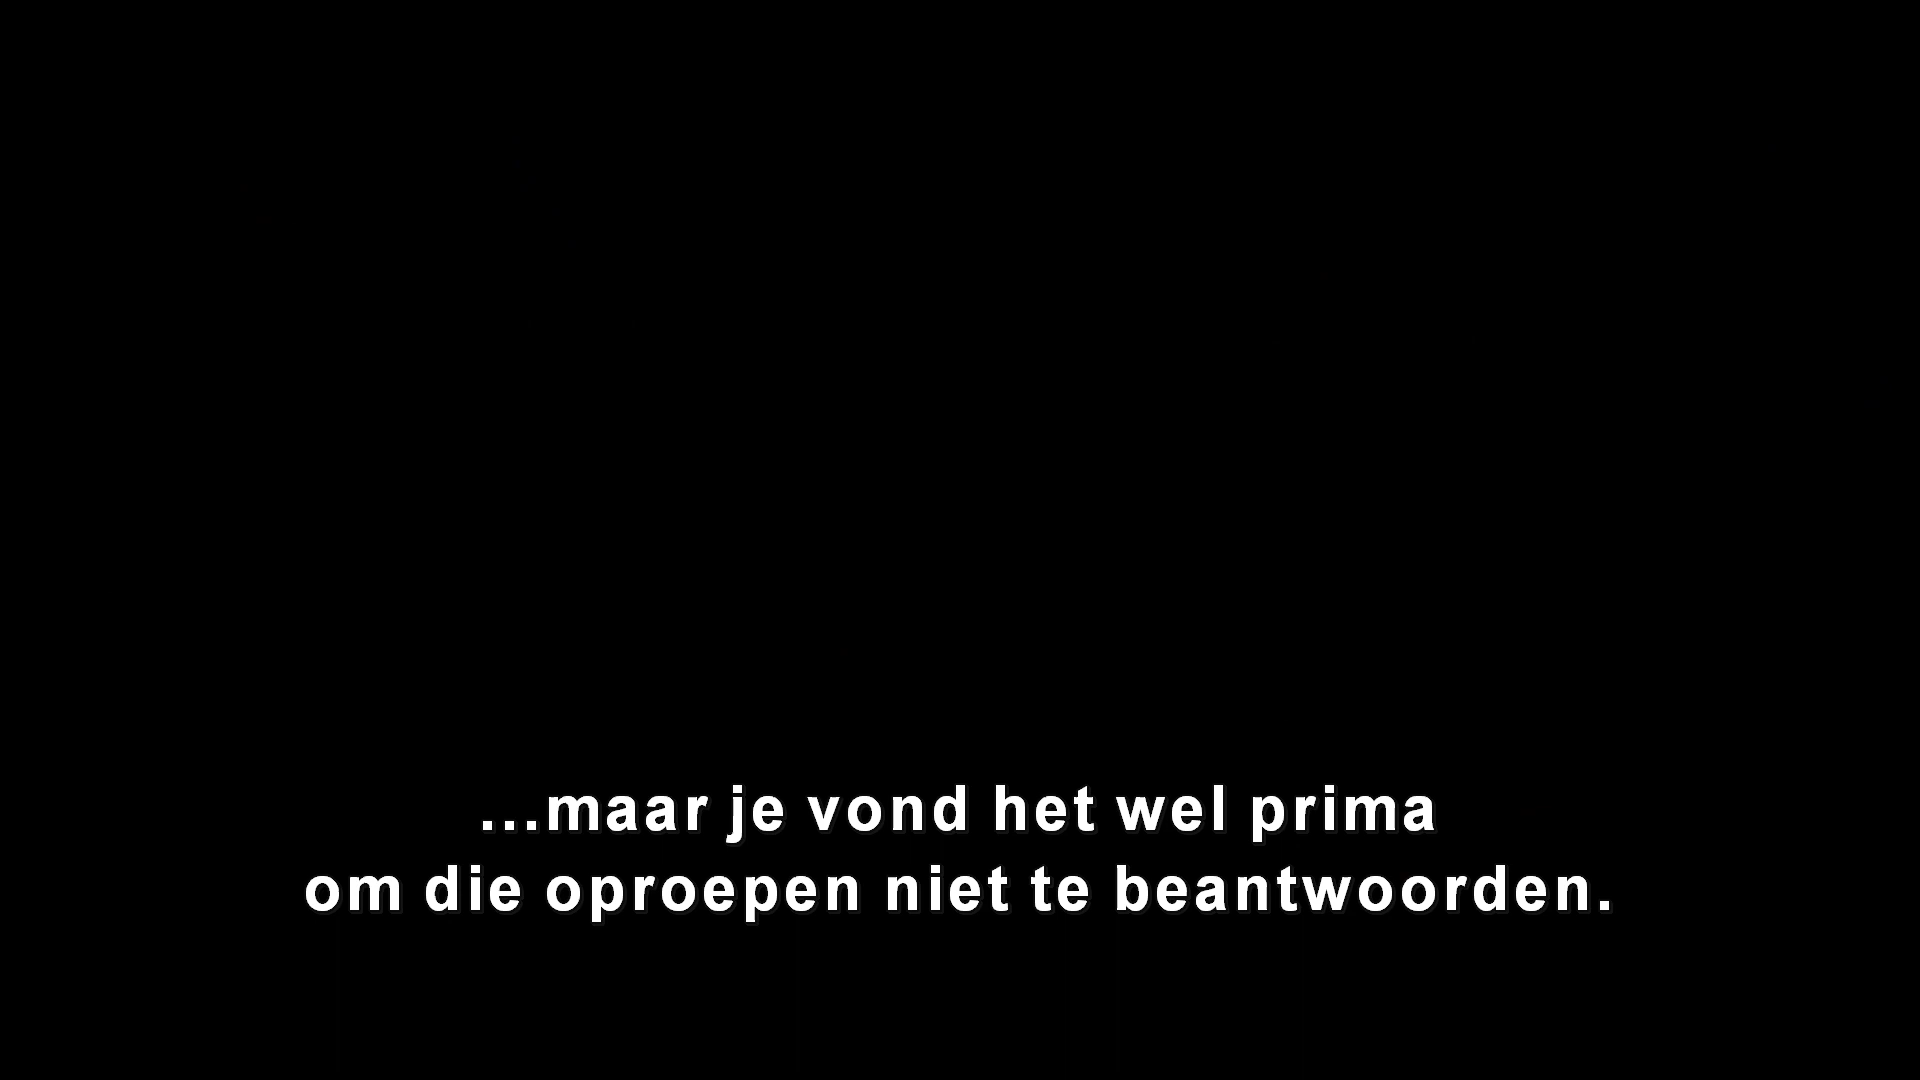 ...maar je vond het wel prima
om die oproepen niet te beantwoorden.